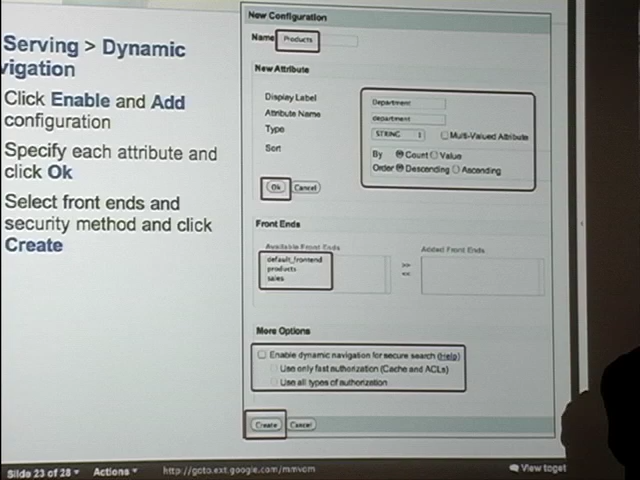 Serving > Dynamic
vigation
Click Enable and Add
configuration
Specify each attribute and
click Ok
Select front ends and
security method and click
Create
New Configuration
Name Products
New Attribute
Display Label Department
Attribute Name department
Type STRING Multi-Valued Attribute
Sort By Count Value
Order Descending Ascending
Ok Cancel
Front Ends
Available Front Ends Added Front Ends
default_frontend
products
sales
>>
<<
More Options
Enable dynamic navigation for secure search (Help)
Use only fast authorization (Cache and ACLs)
Use all types of authorization
Create Cancel
Slide 23 of 28 Actions http://goto.ext.google.com/mmvcm View toget